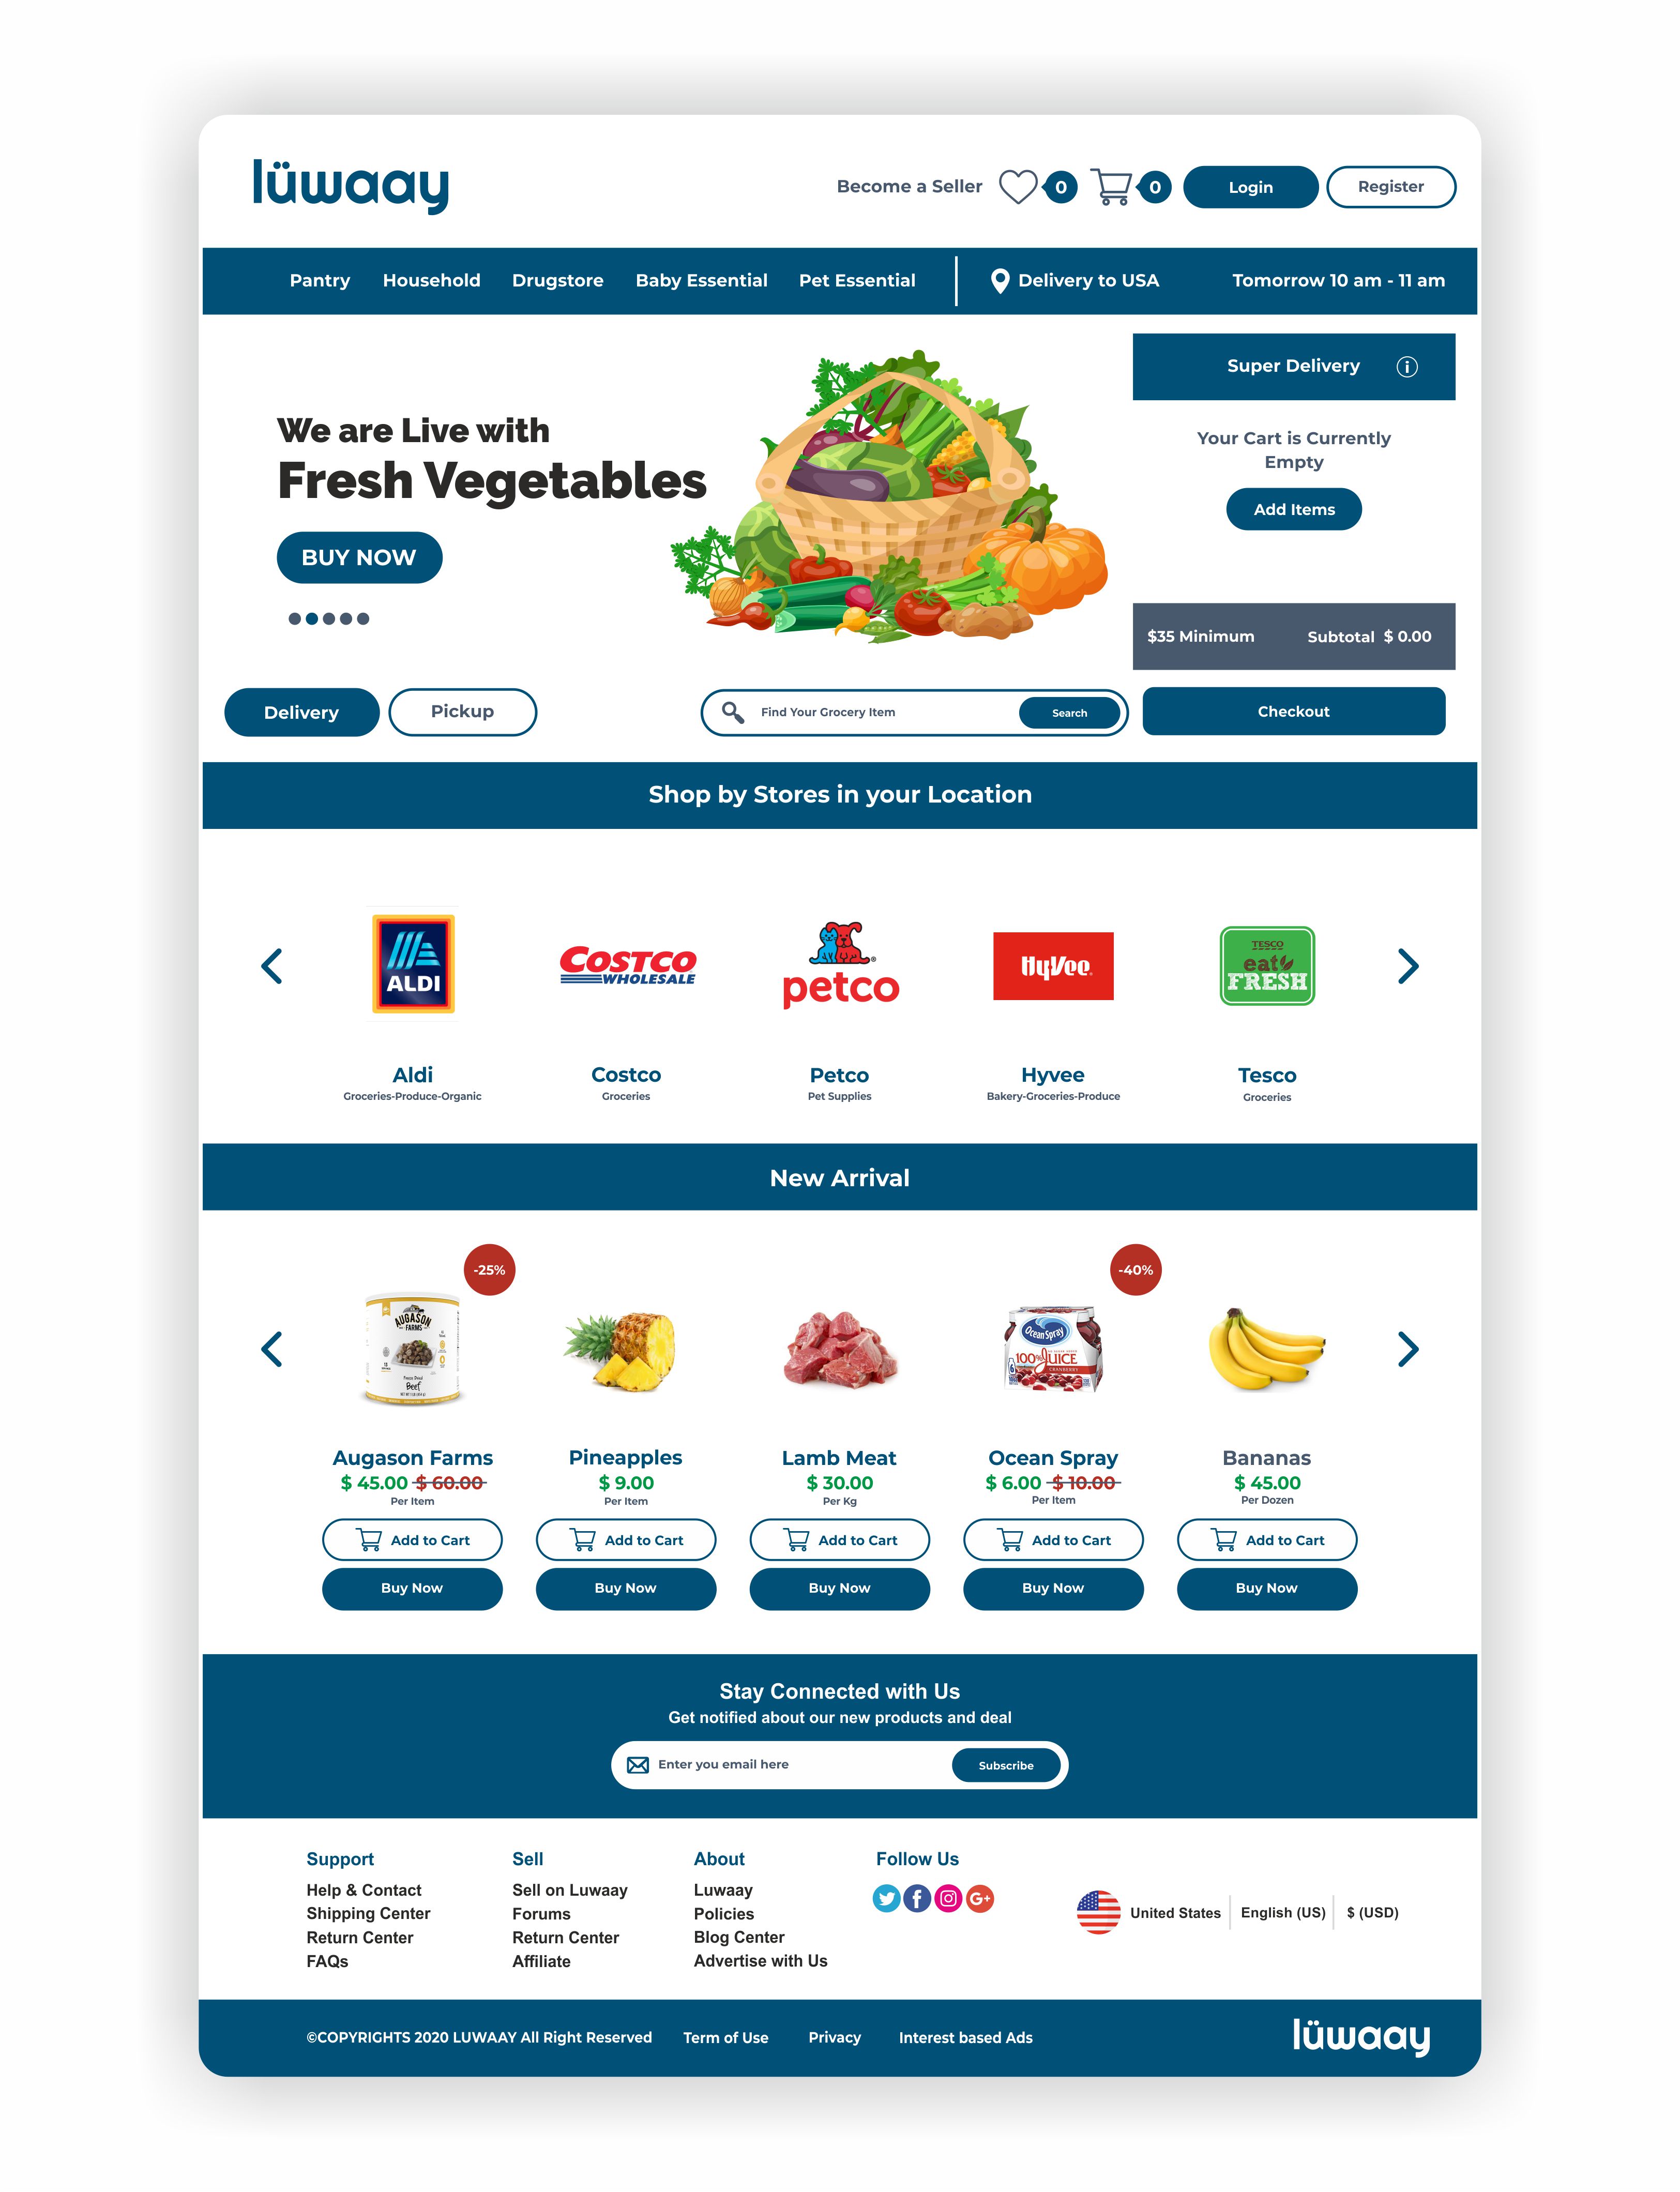 lüwaay
Become a Seller 0 0 Login Register
Pantry Household Drugstore Baby Essential Pet Essential Delivery to USA Tomorrow 10 am - 11 am
We are Live with
Fresh Vegetables
BUY NOW
Super Delivery i
Your Cart is Currently
Empty
Add Items
$35 Minimum Subtotal $ 0.00
Delivery Pickup Find Your Grocery Item Search Checkout
Shop by Stores in your Location
ALDI
COSTCO
WHOLESALE
petco
HyVee
TESCO
eat
FRESH
Aldi Costco Petco Hyvee Tesco
Groceries-Produce-Organic Groceries Pet Supplies Bakery-Groceries-Produce Groceries
New Arrival
-25% -40%
AUGASON
FARMS
Freeze Dried
Beef
Ocean Spray
100% JUICE
CRANBERRY
Augason Farms Pineapples Lamb Meat Ocean Spray Bananas
$ 45.00 $ 60.00 $ 9.00 $ 30.00 $ 6.00 $ 10.00 $ 45.00
Per Item Per Item Per Kg Per Item Per Dozen
Add to Cart Add to Cart Add to Cart Add to Cart Add to Cart
Buy Now Buy Now Buy Now Buy Now Buy Now
Stay Connected with Us
Get notified about our new products and deal
Enter you email here Subscribe
Support Sell About Follow Us
Help & Contact Sell on Luwaay Luwaay
Shipping Center Forums Policies
Return Center Return Center Blog Center
FAQs Affiliate Advertise with Us
G+
United States English (US) $ (USD)
©COPYRIGHTS 2020 LUWAAY All Right Reserved Term of Use Privacy Interest based Ads lüwaay